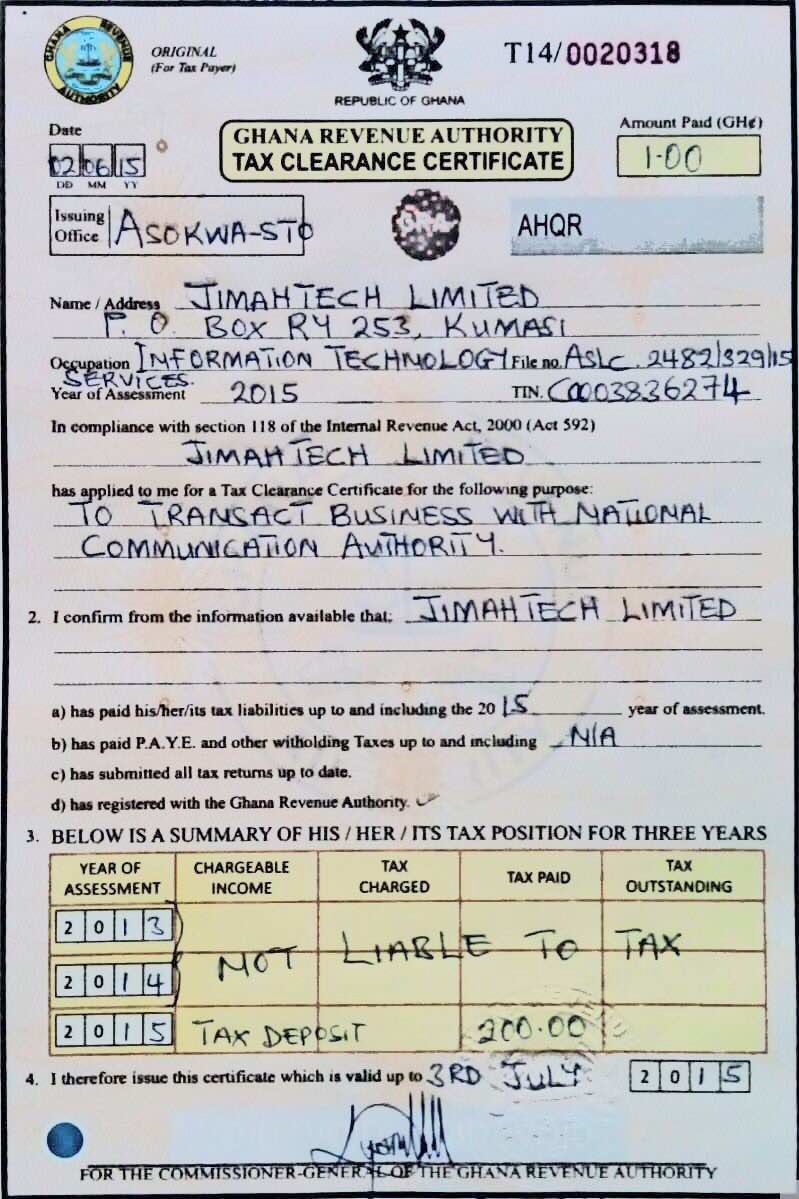 GHANA REVENUE AUTHORITY
ORIGINAL
(For Tax Payer)
REPUBLIC OF GHANA
T14/0020318
Date
02 06 15
DD MM YY
GHANA REVENUE AUTHORITY
TAX CLEARANCE CERTIFICATE
Amount Paid (GH¢)
1-00
Issuing Office ASOKWA-STO
GRA
AHQR
Name / Address JIMAHTECH LIMITED
P. O. BOX RY 253, KUMASI
Occupation INFORMATION TECHNOLOGY File no. ASLC. 2482/329/15
SERVICES.
Year of Assessment 2015 TIN. C0003836274
In compliance with section 118 of the Internal Revenue Act, 2000 (Act 592)
JIMAHTECH LIMITED
has applied to me for a Tax Clearance Certificate for the following purpose:
TO TRANSACT BUSINESS WITH NATIONAL
COMMUNICATION AUTHORITY.
2. I confirm from the information available that: JIMAHTECH LIMITED
a) has paid his/her/its tax liabilities up to and including the 20 15 year of assessment.
b) has paid P.A.Y.E. and other witholding Taxes up to and including N/A
c) has submitted all tax returns up to date.
d) has registered with the Ghana Revenue Authority. ✓
3. BELOW IS A SUMMARY OF HIS / HER / ITS TAX POSITION FOR THREE YEARS
YEAR OF ASSESSMENT CHARGEABLE INCOME TAX CHARGED TAX PAID TAX OUTSTANDING
2013
NOT LIABLE TO TAX
2014
2015 TAX DEPOSIT 200.00
4. I therefore issue this certificate which is valid up to 3RD JULY 2015
FOR THE COMMISSIONER-GENERAL OF THE GHANA REVENUE AUTHORITY